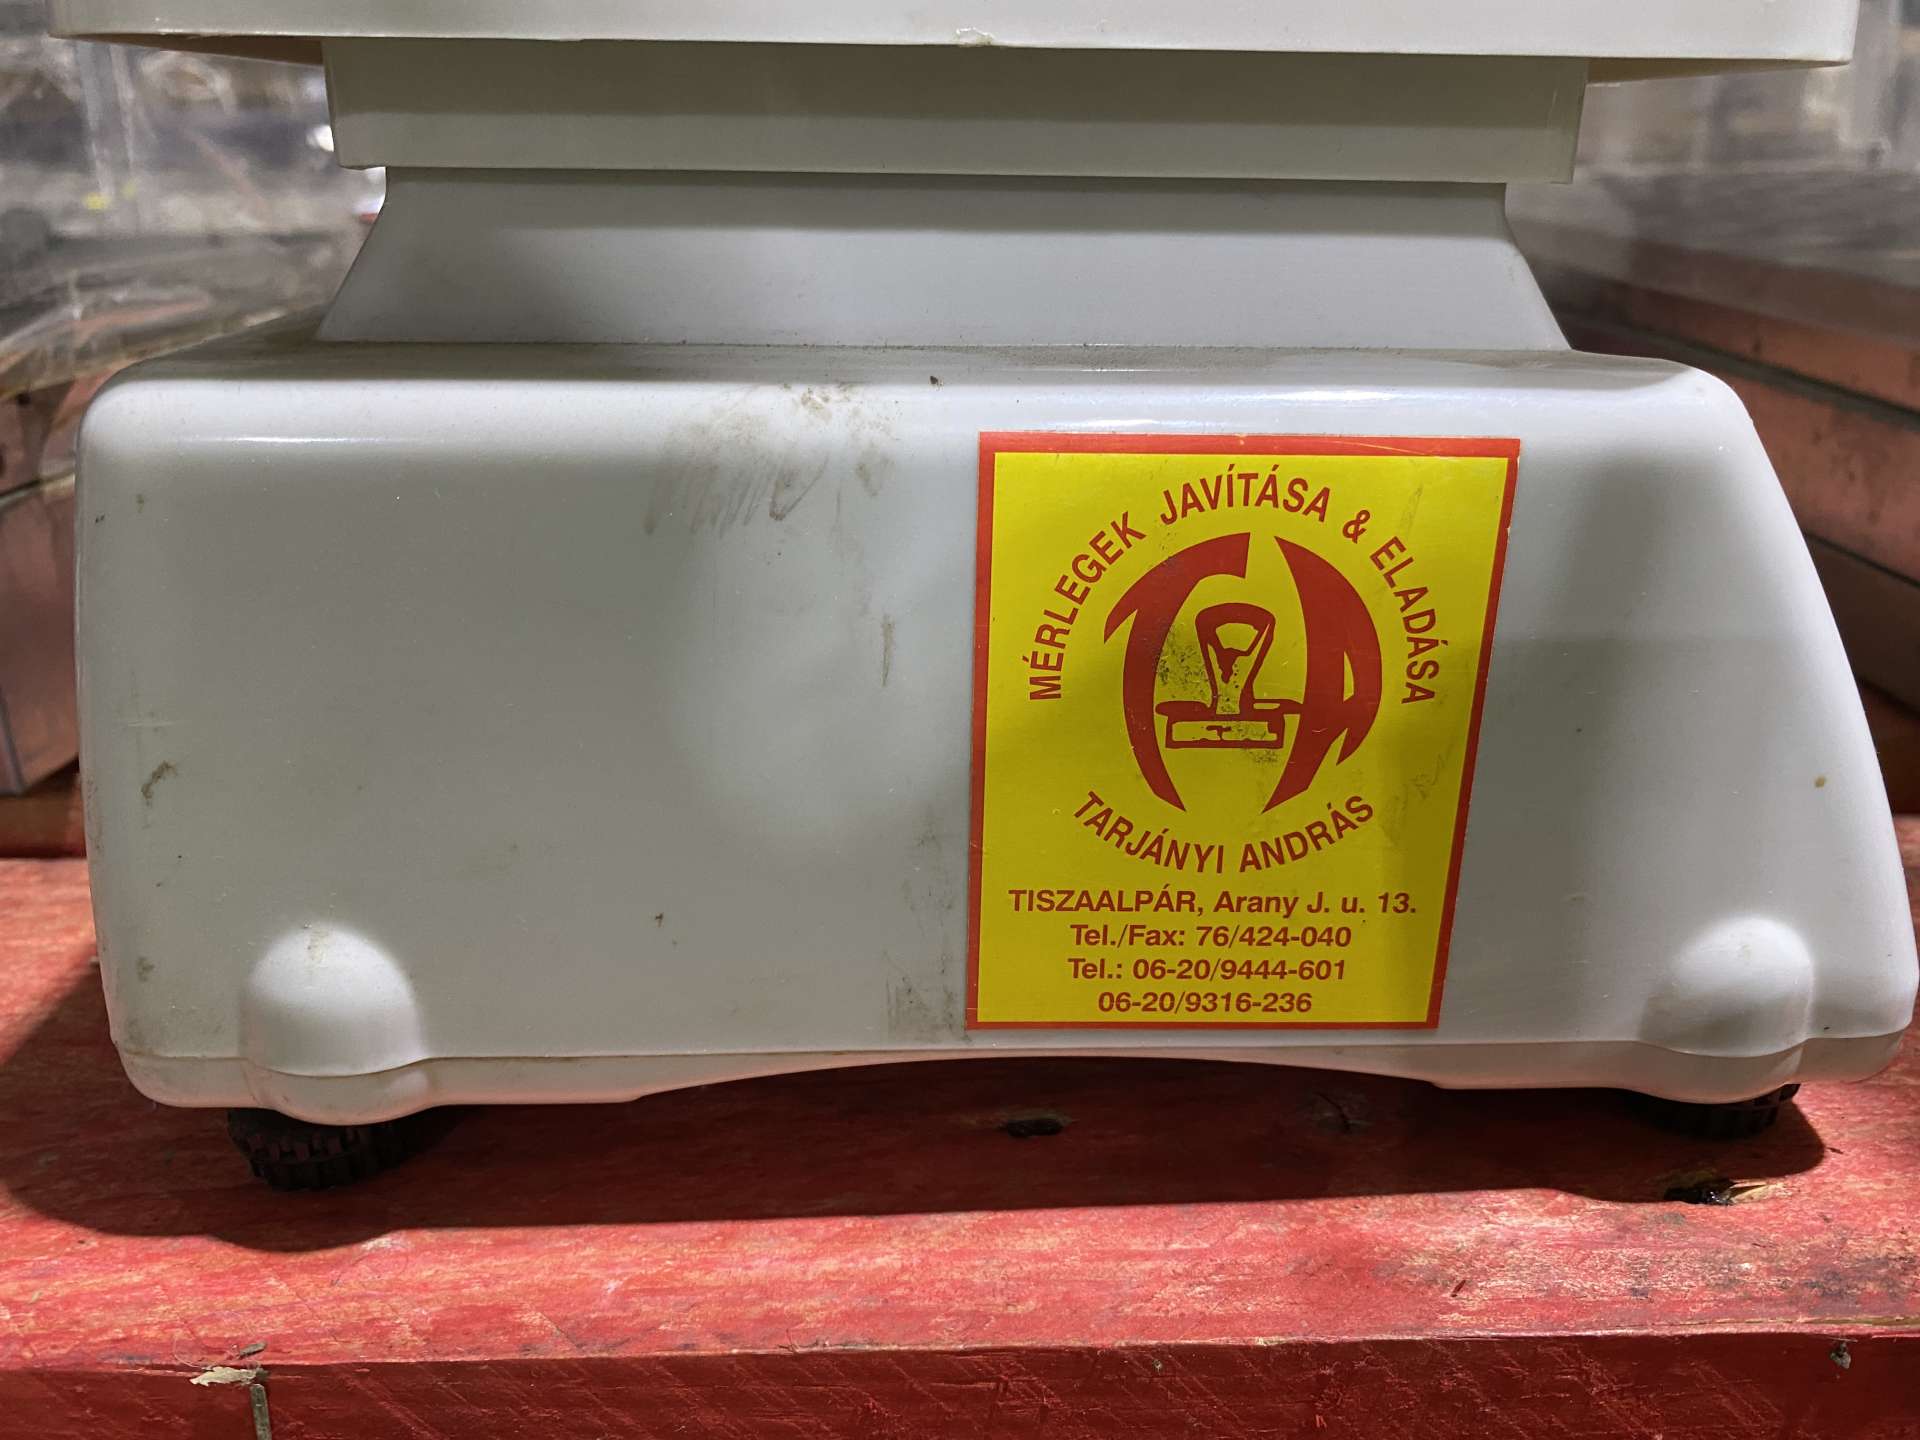 MÉRLEGEK JAVÍTÁSA & ELADÁSA
TARJÁNYI ANDRÁS
TISZAALPÁR, Arany J. u. 13.
Tel./Fax: 76/424-040
Tel.: 06-20/9444-601
06-20/9316-236